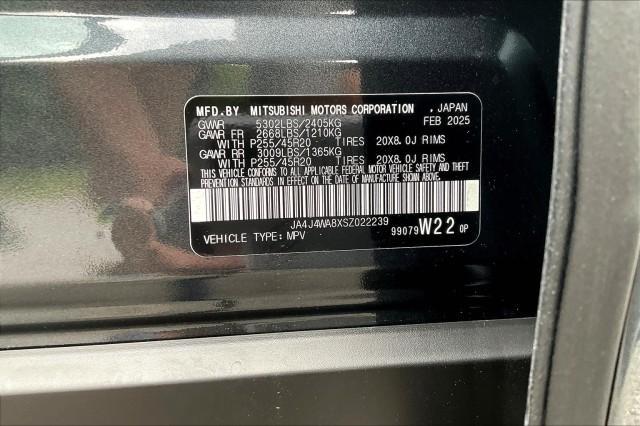 MFD.BY MITSUBISHI MOTORS CORPORATION , JAPAN
GVWR 5302LBS/2405KG FEB 2025
GAWR FR 2668LBS/1210KG
WITH P255/45R20 TIRES 20X8.0J RIMS
GAWR RR 3009LBS/1365KG
WITH P255/45R20 TIRES 20X8.0J RIMS
THIS VEHICLE CONFORMS TO ALL APPLICABLE FEDERAL MOTOR VEHICLE SAFETY AND THEFT
PREVENTION STANDARDS IN EFFECT ON THE DATE OF MANUFACTURE SHOWN ABOVE.
JA4J4WA8XSZ022239
VEHICLE TYPE:MPV 99079 W22 0P